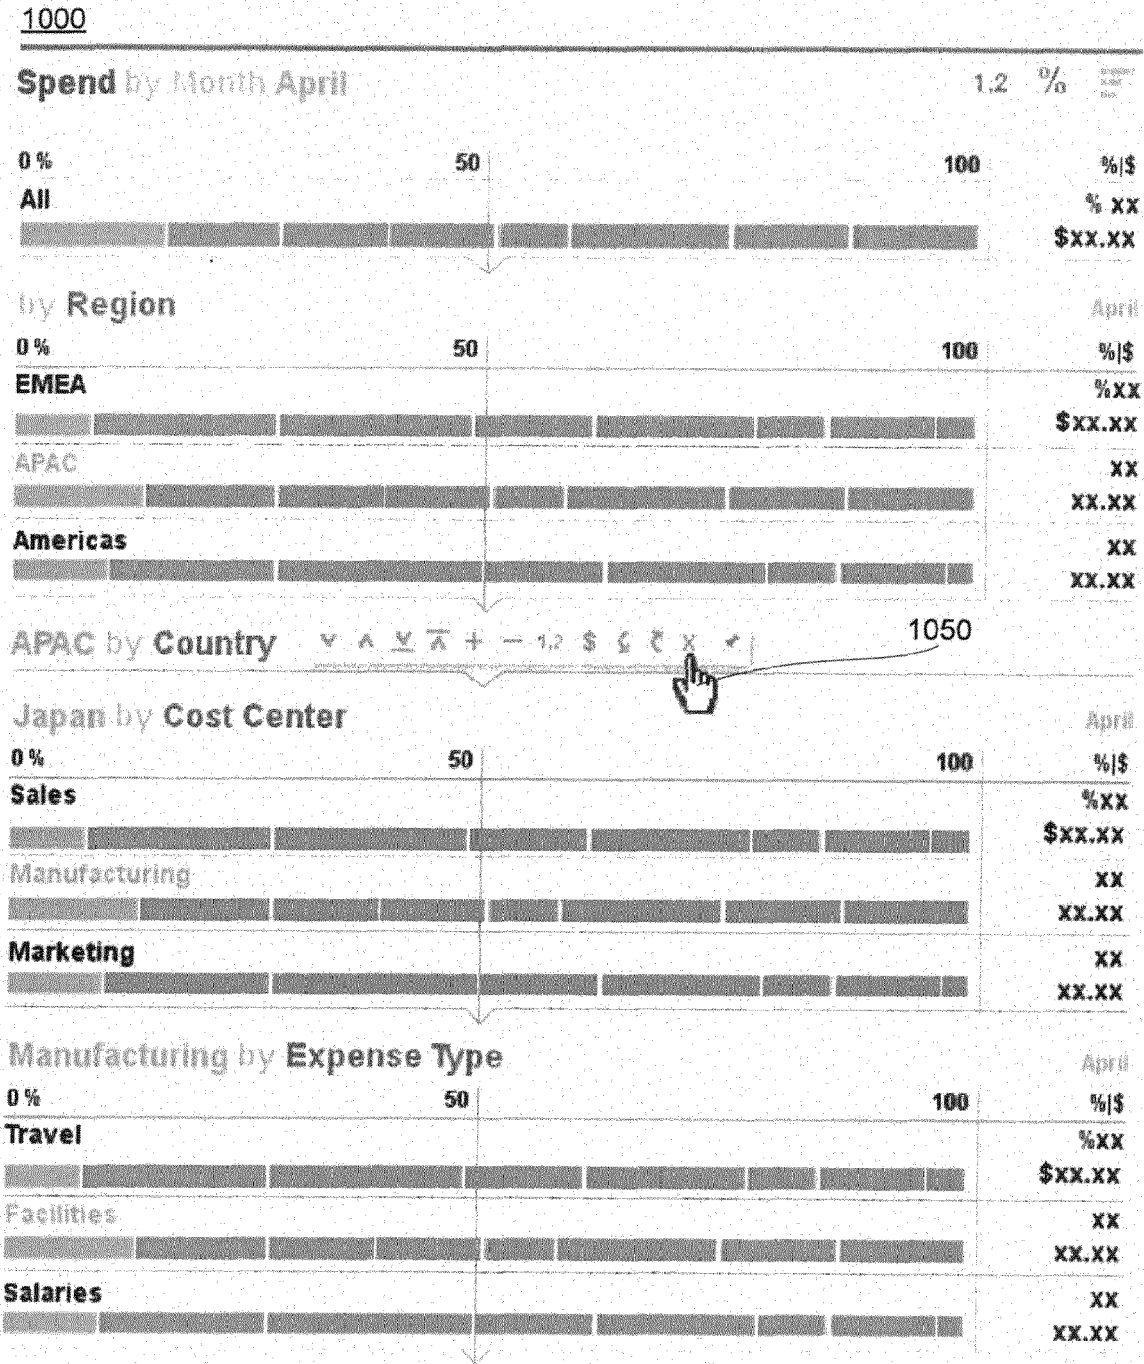 1000
Spend by Month April 1.2 %
0 % 50 100 %|$
All % xx
$xx.xx
by Region April
0 % 50 100 %|$
EMEA %xx
$xx.xx
APAC xx
xx.xx
Americas xx
xx.xx
APAC by Country + − 1.2 $ ₹ X
1050
Japan by Cost Center April
0 % 50 100 %|$
Sales %xx
$xx.xx
Manufacturing xx
xx.xx
Marketing xx
xx.xx
Manufacturing by Expense Type April
0 % 50 100 %|$
Travel %xx
$xx.xx
Facilities xx
xx.xx
Salaries xx
xx.xx